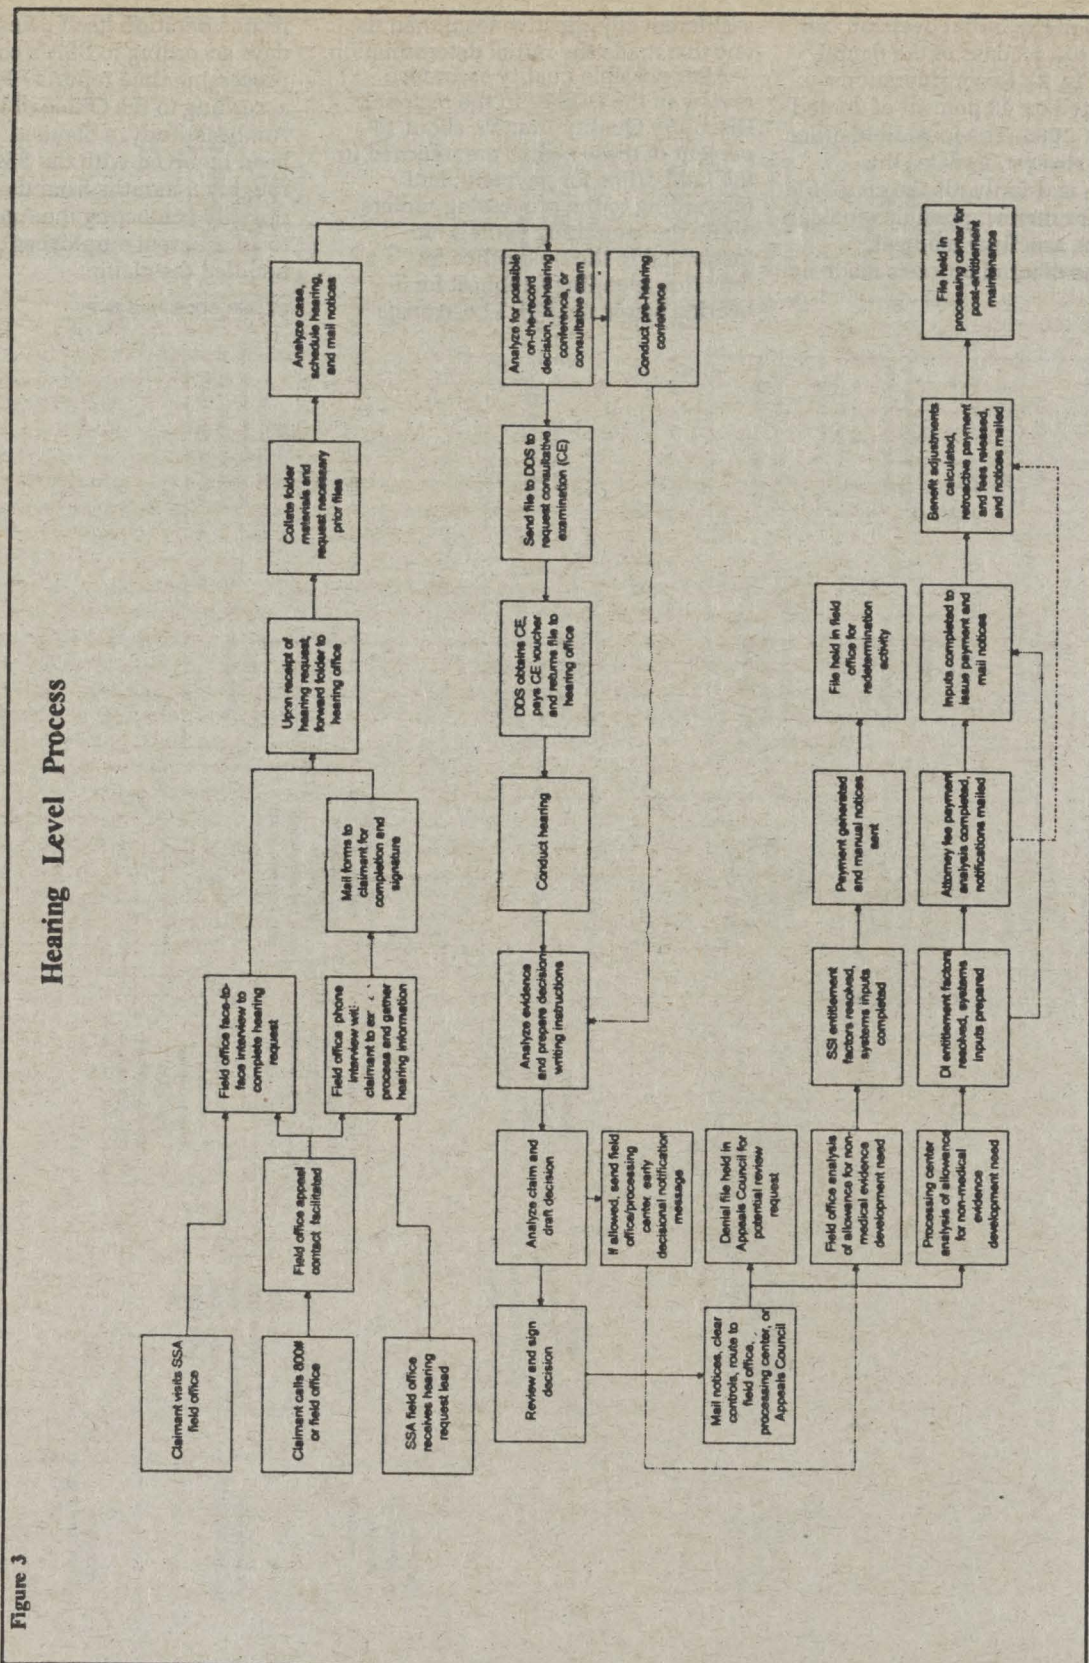 Figure 3
Hearing Level Process
Claimant visits SSA
field office
Claimant calls 800#
or field office
SSA field office
receives hearing
request lead
Field office appeal
contact facilitated
Field office face-to-
face interview to
complete hearing
request
Field office phone
interview
claimant to
process and gather
hearing information
Mail forms to
claimant for
completion and
signature
Upon receipt of
hearing request,
forward folder to
hearing office
Collate folder
materials and
request necessary
prior files
Analyze case,
schedule hearing,
and mail notices
Analyze for possible
on-the-record
decision, prehearing
conference, or
consultative exam
Conduct pre-hearing
conference
Send file to DDS to
request consultative
examination (CE)
DDS obtains CE,
pays CE voucher
and returns file to
hearing office
Conduct hearing
Analyze evidence
and prepare decision
writing instructions
Analyze claim and
draft decision
If allowed, send field
office/processing
center early
decisional notification
message
Review and sign
decision
Mail notices, clear
controls, route to
field office,
processing center, or
Appeals Council
Denial file held in
Appeals Council for
potential review
request
Field office analysis
of allowance for non-
medical evidence
development need
SSI entitlement
factors resolved,
systems inputs
completed
Payment generated
and manual notices
sent
File held in field
office for
redetermination
activity
Processing center
analysis of allowance
for non-medical
evidence
development need
DI entitlement factors
resolved, systems
inputs prepared
Attorney fee payment
analysis completed,
notifications mailed
Inputs completed to
issue payment and
mail notices
Benefit adjustments
calculated,
retroactive payment
and fees released,
and notices mailed
File held in
processing center for
post-entitlement
maintenance